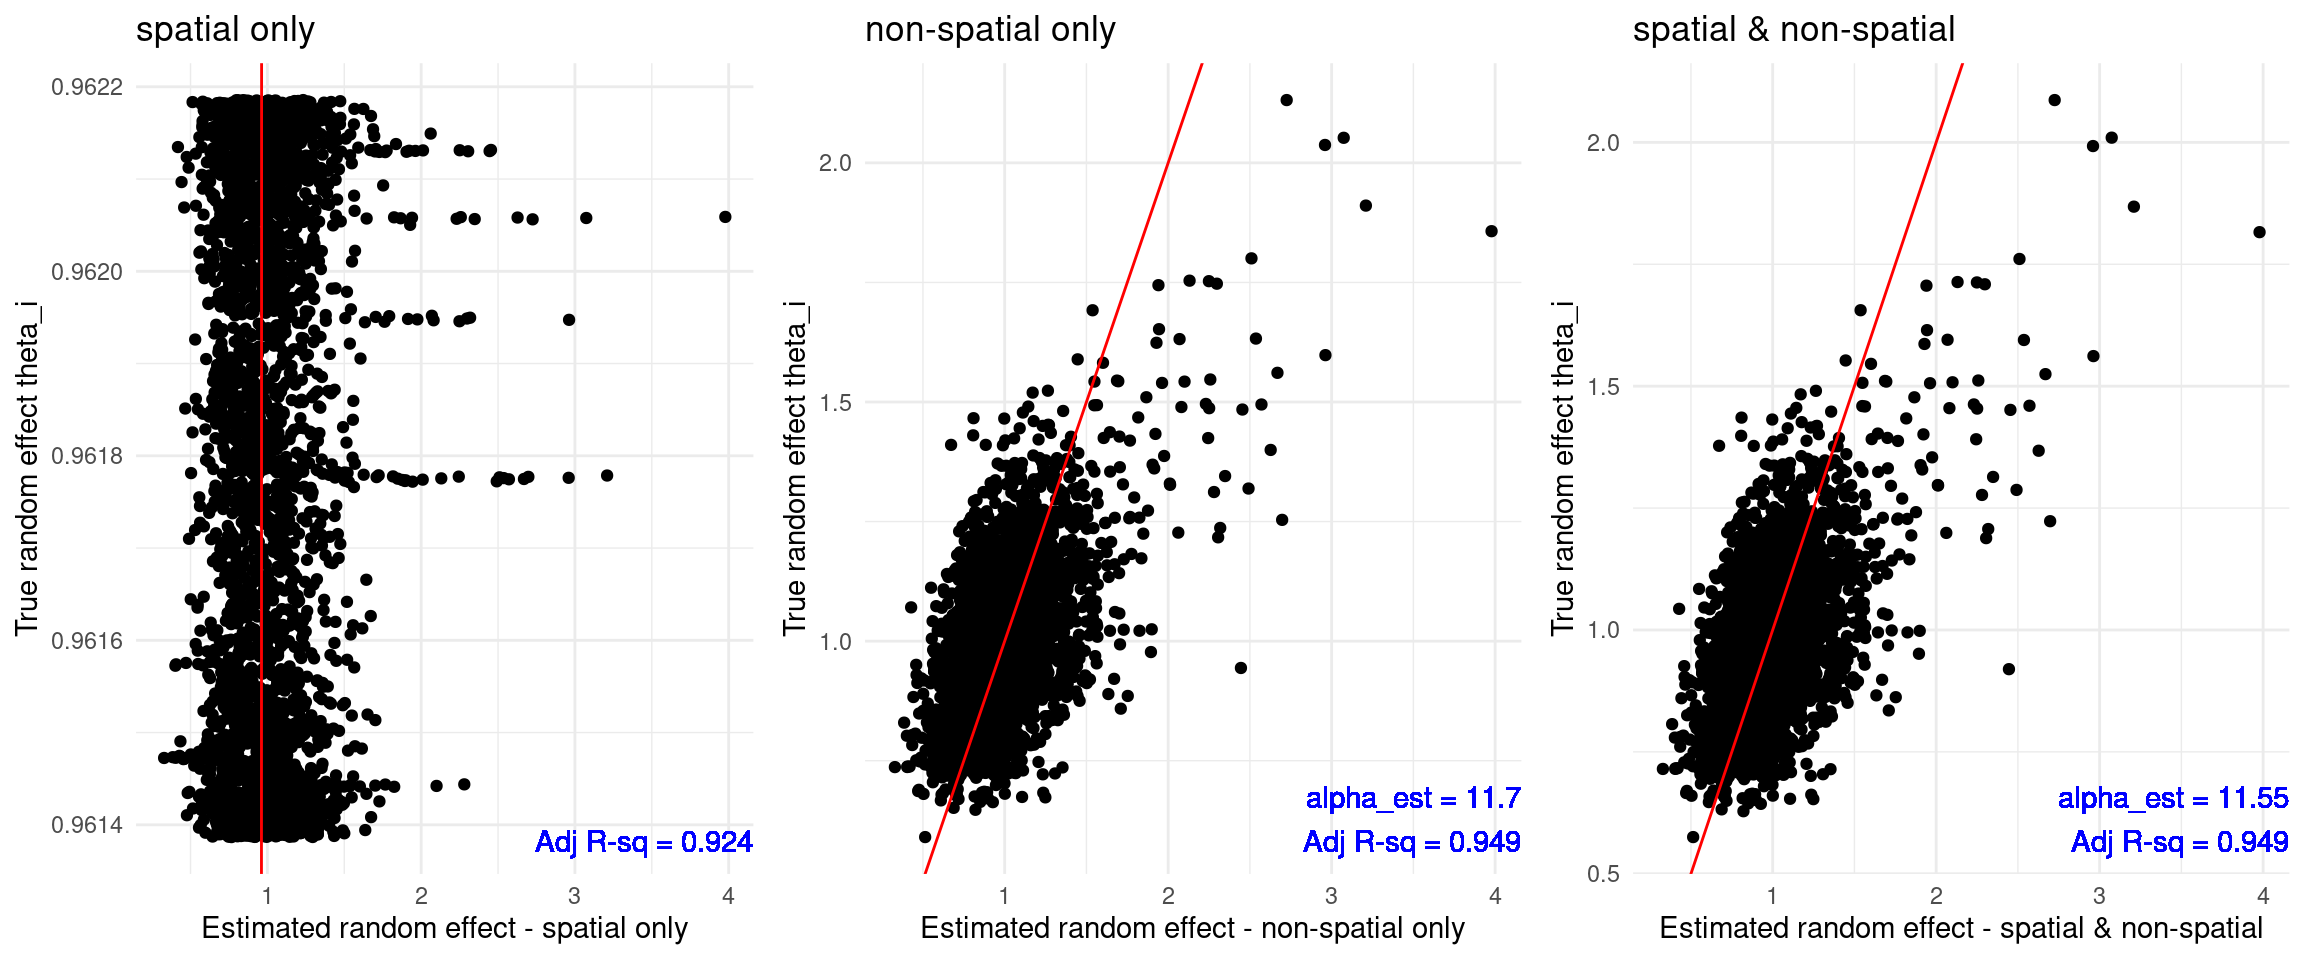 spatial only
0.9622
0.9620
0.9618
0.9616
0.9614
True random effect theta_i
Adj R-sq = 0.924
1 2 3 4
Estimated random effect - spatial only
non-spatial only
2.0
1.5
1.0
True random effect theta_i
alpha_est = 11.7
Adj R-sq = 0.949
1 2 3 4
Estimated random effect - non-spatial only
spatial & non-spatial
2.0
1.5
1.0
0.5
True random effect theta_i
alpha_est = 11.55
Adj R-sq = 0.949
1 2 3 4
Estimated random effect - spatial & non-spatial